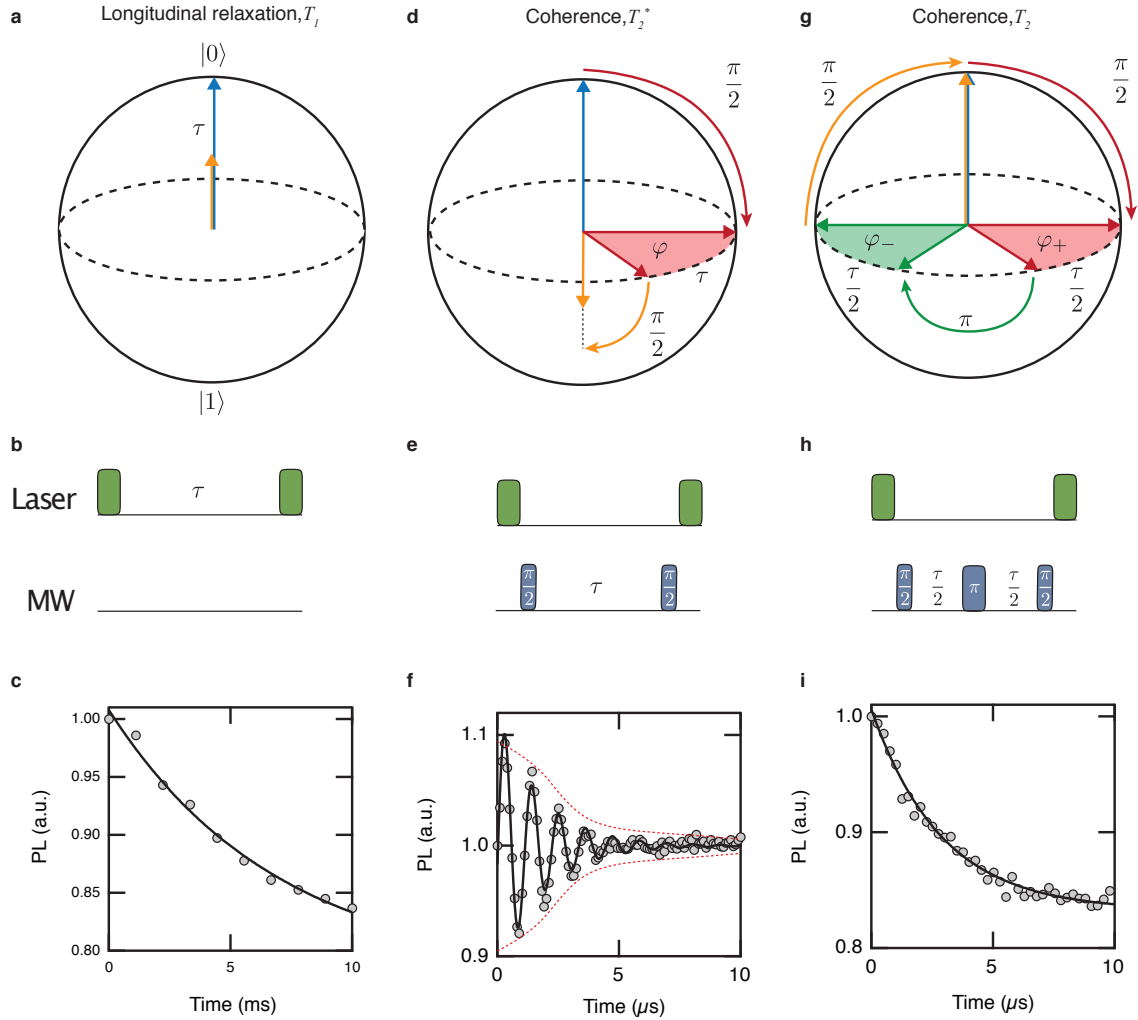 a
Longitudinal relaxation, T₁
|0⟩
τ
|1⟩
d
Coherence, T₂*
π/2
φ
τ
π/2
g
Coherence, T₂
π/2
π/2
φ−
φ+
τ/2
τ/2
π
b
Laser
τ
MW
e
π/2
τ
π/2
h
π/2
τ/2
π
τ/2
π/2
c
PL (a.u.)
1.00
0.95
0.90
0.85
0.80
0
5
10
Time (ms)
f
PL (a.u.)
1.1
1.0
0.9
0
5
10
Time (µs)
i
PL (a.u.)
1.0
0.9
0.8
0
5
10
Time (µs)